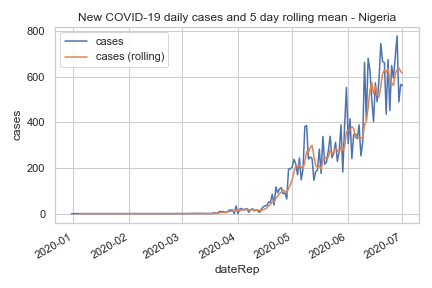 New COVID-19 daily cases and 5 day rolling mean - Nigeria
800
600
400
200
0
cases
cases
cases (rolling)
2020-01
2020-02
2020-03
2020-04
2020-05
2020-06
2020-07
dateRep